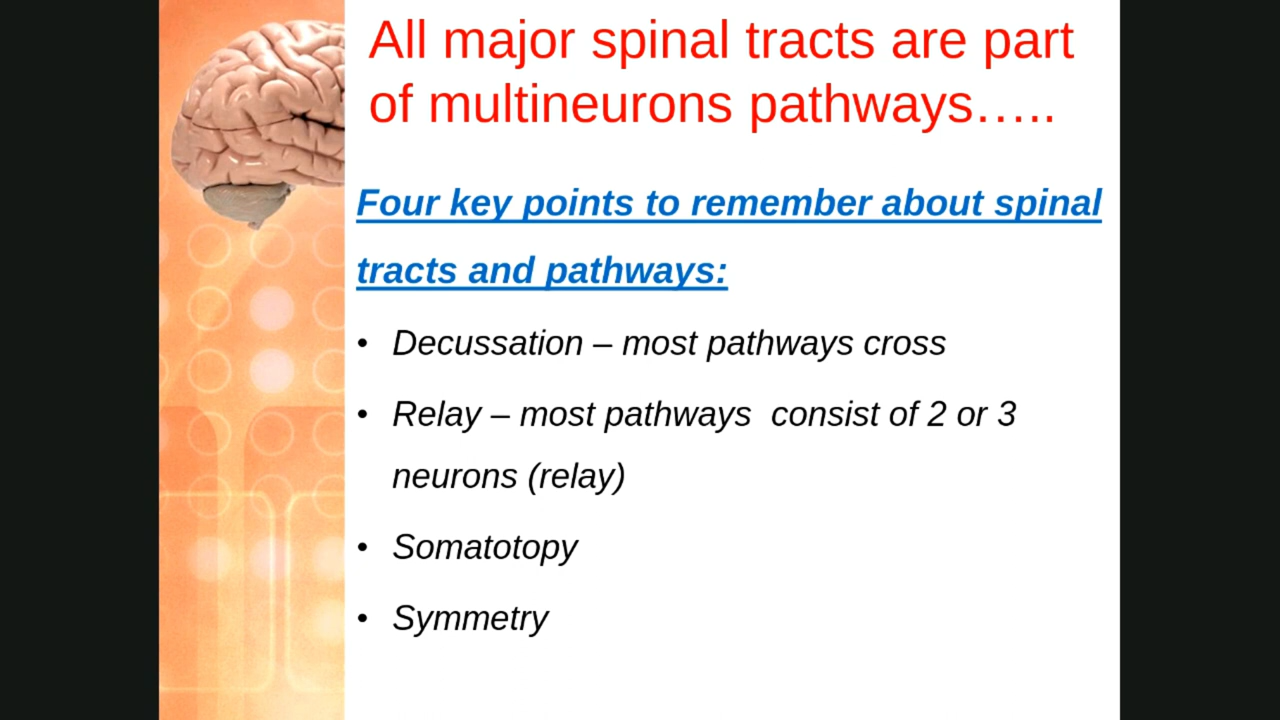 All major spinal tracts are part
of multineurons pathways…..
Four key points to remember about spinal
tracts and pathways:
• Decussation – most pathways cross
• Relay – most pathways  consist of 2 or 3
neurons (relay)
• Somatotopy
• Symmetry